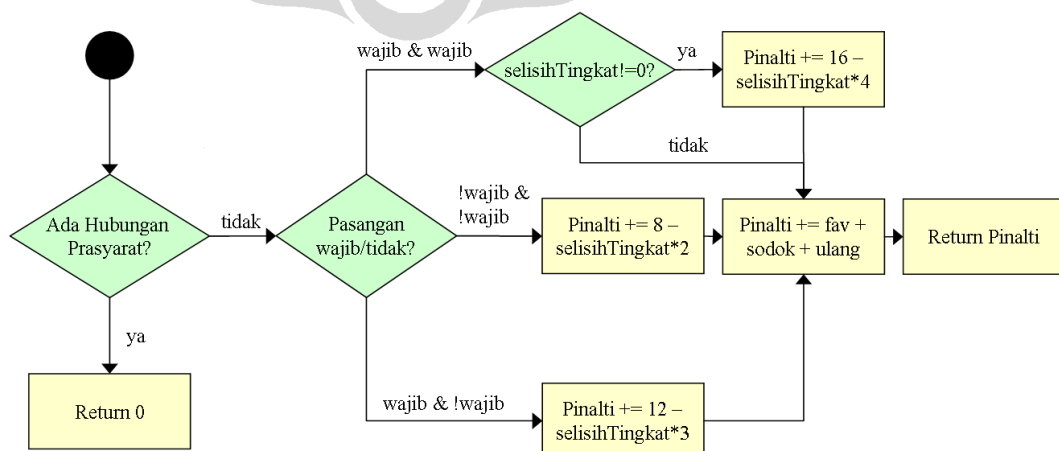 wajib & wajib
selisihTingkat!=0?
ya
Pinalti += 16 –
selisihTingkat*4
tidak
Ada Hubungan
Prasyarat?
tidak
Pasangan
wajib/tidak?
!wajib &
!wajib
Pinalti += 8 –
selisihTingkat*2
Pinalti += fav +
sodok + ulang
Return Pinalti
ya
Return 0
wajib & !wajib
Pinalti += 12 –
selisihTingkat*3